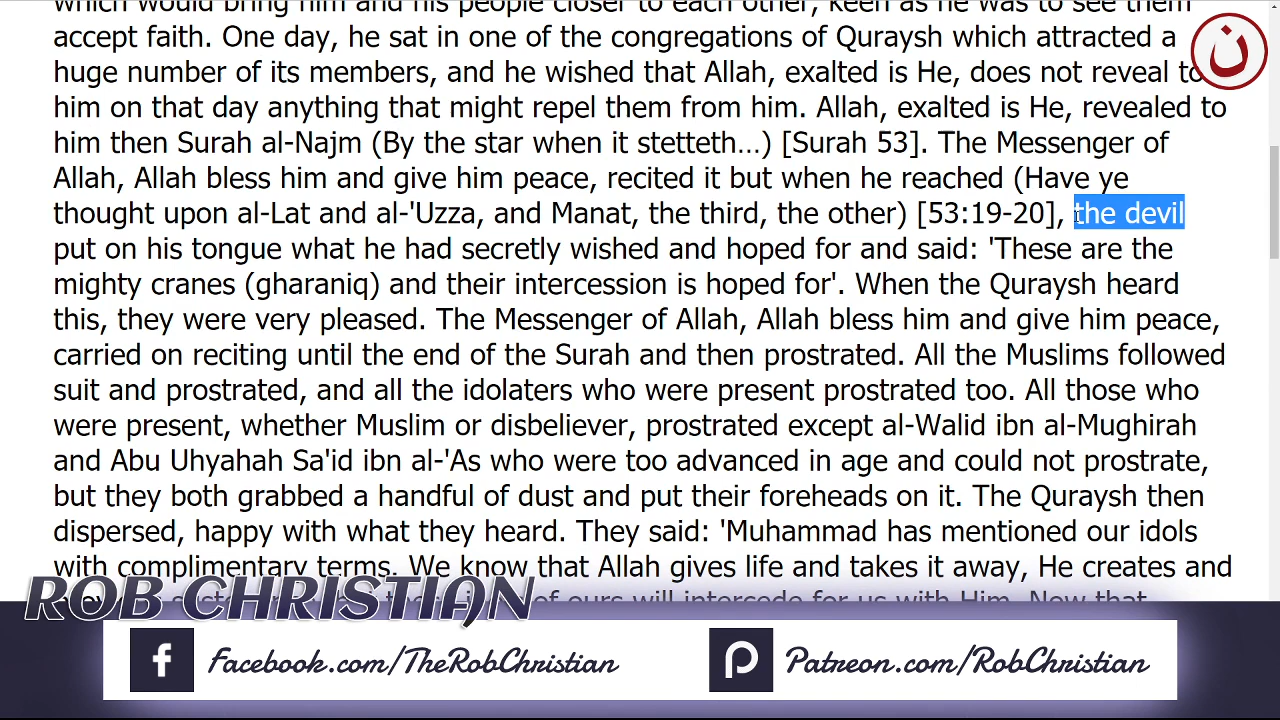 which would bring him and his people closer to each other, keen as he was to see them
accept faith. One day, he sat in one of the congregations of Quraysh which attracted a
huge number of its members, and he wished that Allah, exalted is He, does not reveal to
him on that day anything that might repel them from him. Allah, exalted is He, revealed to
him then Surah al-Najm (By the star when it stetteth…) [Surah 53]. The Messenger of
Allah, Allah bless him and give him peace, recited it but when he reached (Have ye
thought upon al-Lat and al-'Uzza, and Manat, the third, the other) [53:19-20], the devil
put on his tongue what he had secretly wished and hoped for and said: 'These are the
mighty cranes (gharaniq) and their intercession is hoped for'. When the Quraysh heard
this, they were very pleased. The Messenger of Allah, Allah bless him and give him peace,
carried on reciting until the end of the Surah and then prostrated. All the Muslims followed
suit and prostrated, and all the idolaters who were present prostrated too. All those who
were present, whether Muslim or disbeliever, prostrated except al-Walid ibn al-Mughirah
and Abu Uhyahah Sa'id ibn al-'As who were too advanced in age and could not prostrate,
but they both grabbed a handful of dust and put their foreheads on it. The Quraysh then
dispersed, happy with what they heard. They said: 'Muhammad has mentioned our idols
with complimentary terms. We know that Allah gives life and takes it away, He creates and
of ours will intercede for us with Him. Now that
ن
ROB CHRISTIAN
f Facebook.com/TheRobChristian
Patreon.com/RobChristian